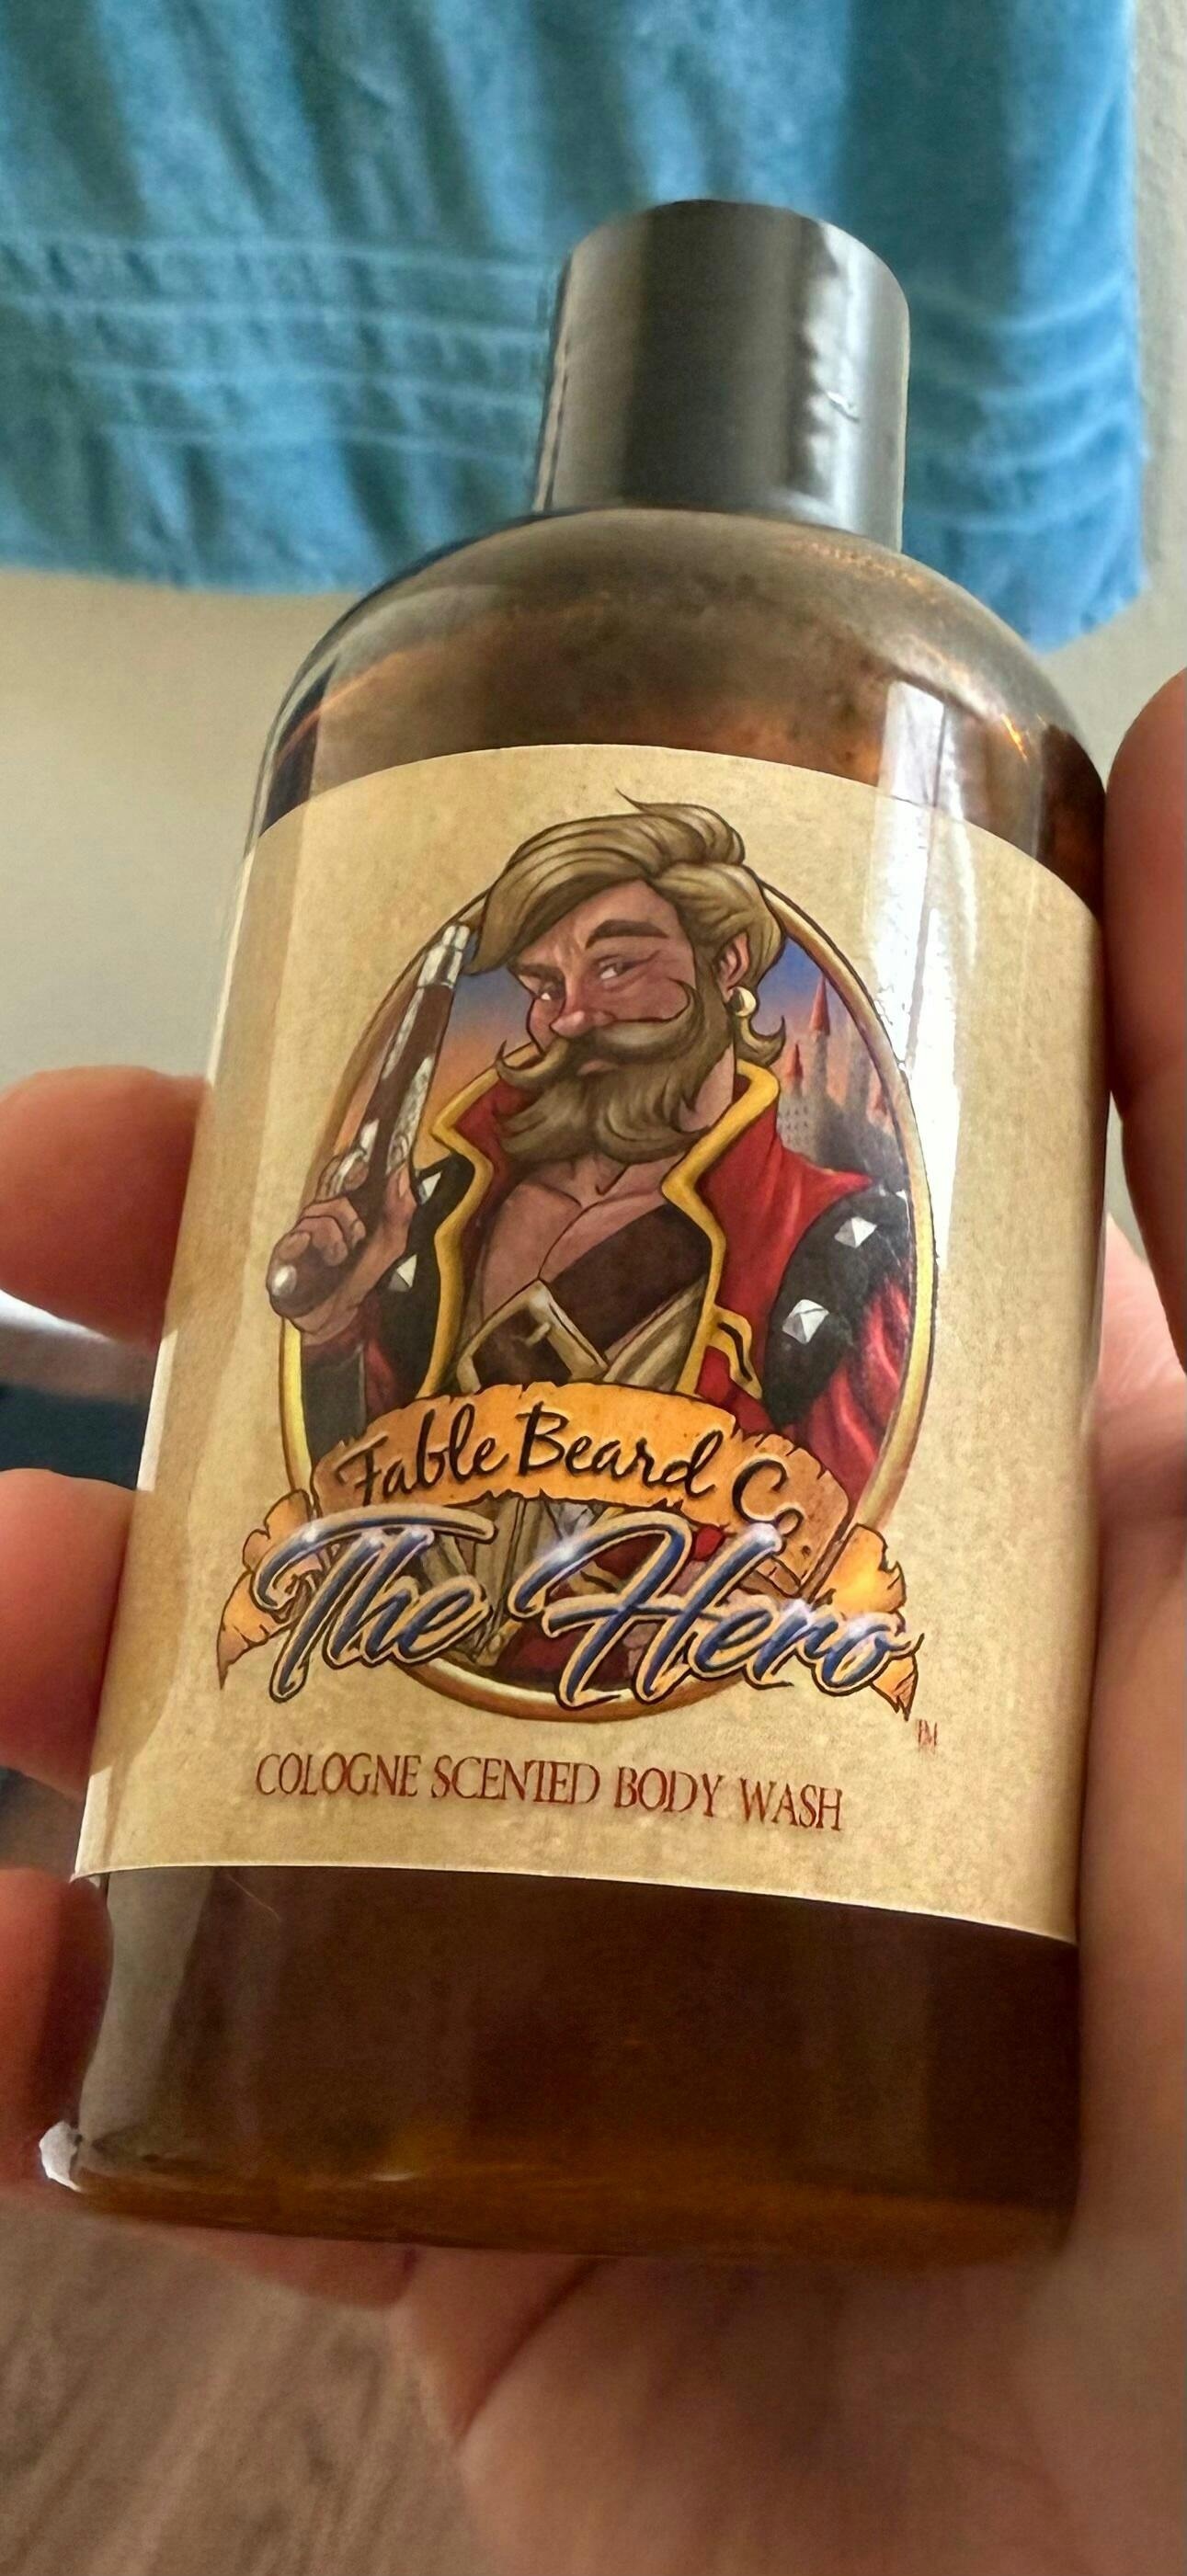 Fable Beard Co.
The Hero
TM
COLOGNE SCENTED BODY WASH